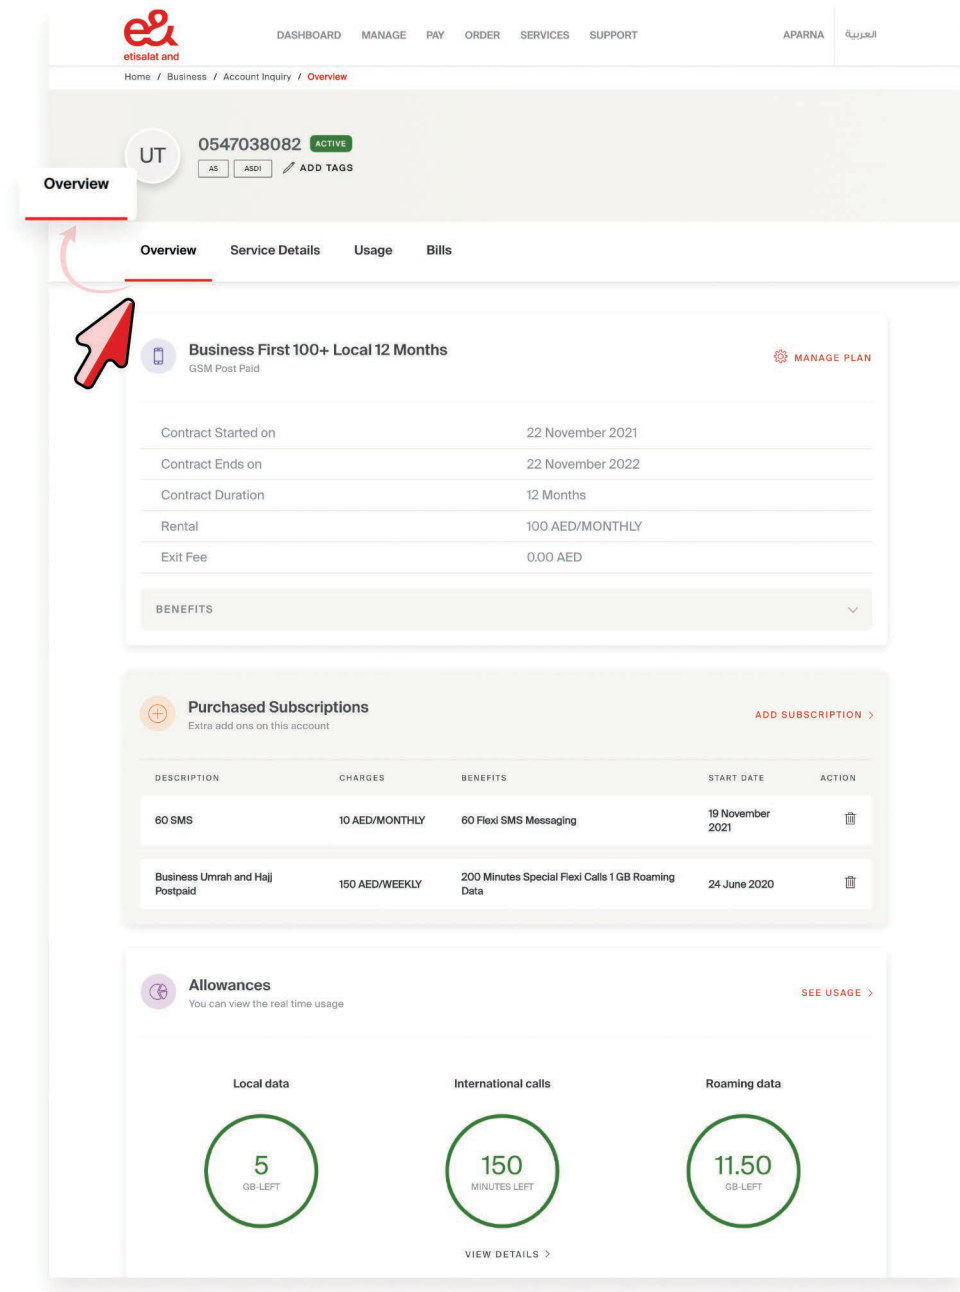 e&
etisalat and
DASHBOARD MANAGE PAY ORDER SERVICES SUPPORT APARNA العربية
Home / Business / Account Inquiry / Overview
UT
0547038082 ACTIVE
AS ASD1 ADD TAGS
Overview
Overview Service Details Usage Bills
Business First 100+ Local 12 Months
GSM Post Paid
MANAGE PLAN
Contract Started on 22 November 2021
Contract Ends on 22 November 2022
Contract Duration 12 Months
Rental 100 AED/MONTHLY
Exit Fee 0.00 AED
BENEFITS
Purchased Subscriptions
Extra add ons on this account
ADD SUBSCRIPTION >
DESCRIPTION CHARGES BENEFITS START DATE ACTION
60 SMS 10 AED/MONTHLY 60 Flexi SMS Messaging 19 November
2021
Business Umrah and Hajj 150 AED/WEEKLY 200 Minutes Special Flexi Calls 1 GB Roaming 24 June 2020
Postpaid Data
Allowances
You can view the real time usage
SEE USAGE >
Local data International calls Roaming data
5 150 11.50
GB-LEFT MINUTES LEFT GB-LEFT
VIEW DETAILS >